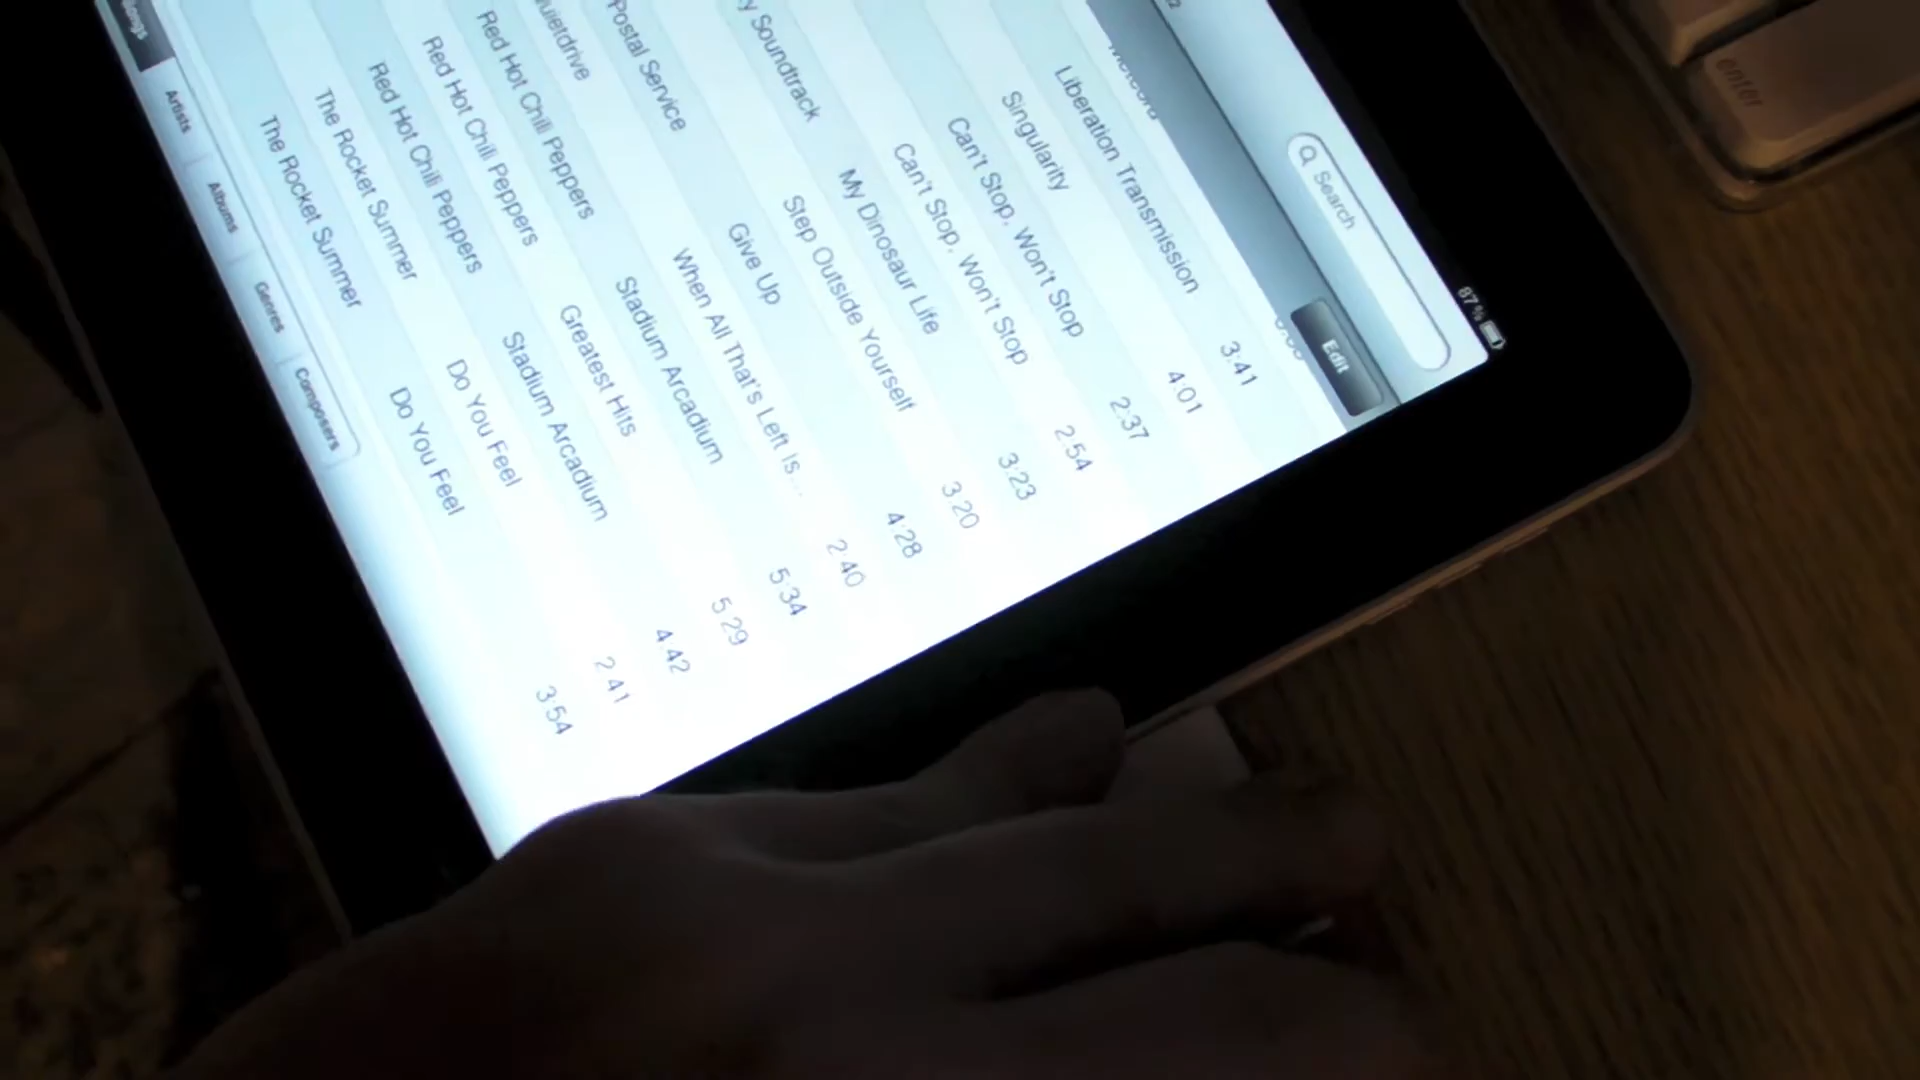 87%
Search
Edit
Liberation Transmission 3:41
Singularity 4:01
Can't Stop, Won't Stop 2:37
Can't Stop, Won't Stop 2:54
Soundtrack My Dinosaur Life 3:23
Step Outside Yourself 3:20
Postal Service Give Up 4:28
When All That's Left Is... 2:40
Red Hot Chili Peppers Stadium Arcadium 5:34
Red Hot Chili Peppers Greatest Hits 5:29
Red Hot Chili Peppers Stadium Arcadium 4:42
The Rocket Summer Do You Feel 2:41
The Rocket Summer Do You Feel 3:54
Artists Albums Genres Composers
enter